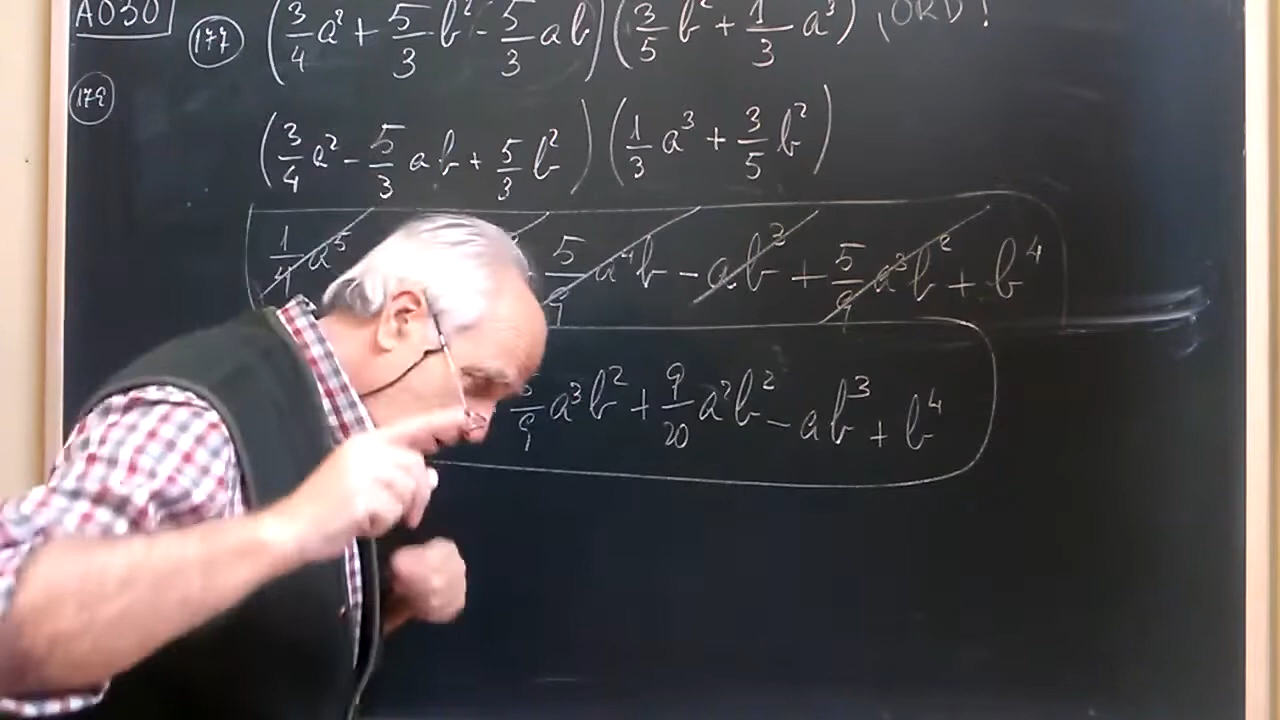 A030
(177) (3/4 a² + 5/3 b² - 5/3 ab)(3/5 b² + 1/3 a³) ¡ORD!
(178)
(3/4 a² - 5/3 ab + 5/3 b²)(1/3 a³ + 3/5 b²)
1/4 a⁵ 5/9 a⁴b - ab³ + 5/9 a³b² + b⁴
5/9 a³b² + 9/20 a²b² - ab³ + b⁴